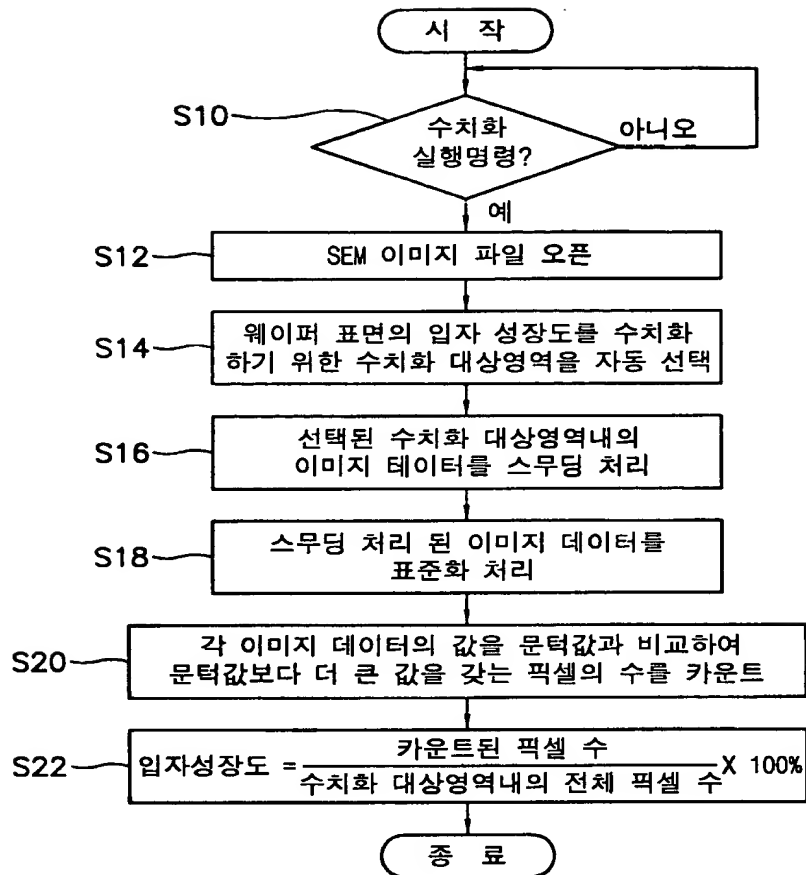 시 작
S10
수치화
실행명령?
아니오
예
S12
SEM 이미지 파일 오픈
S14
웨이퍼 표면의 입자 성장도를 수치화
하기 위한 수치화 대상영역을 자동 선택
S16
선택된 수치화 대상영역내의
이미지 테이터를 스무딩 처리
S18
스무딩 처리 된 이미지 데이터를
표준화 처리
S20
각 이미지 데이터의 값을 문턱값과 비교하여
문턱값보다 더 큰 값을 갖는 픽셀의 수를 카운트
S22
입자성장도 =
카운트된 픽셀 수
수치화 대상영역내의 전체 픽셀 수
X 100%
종 료